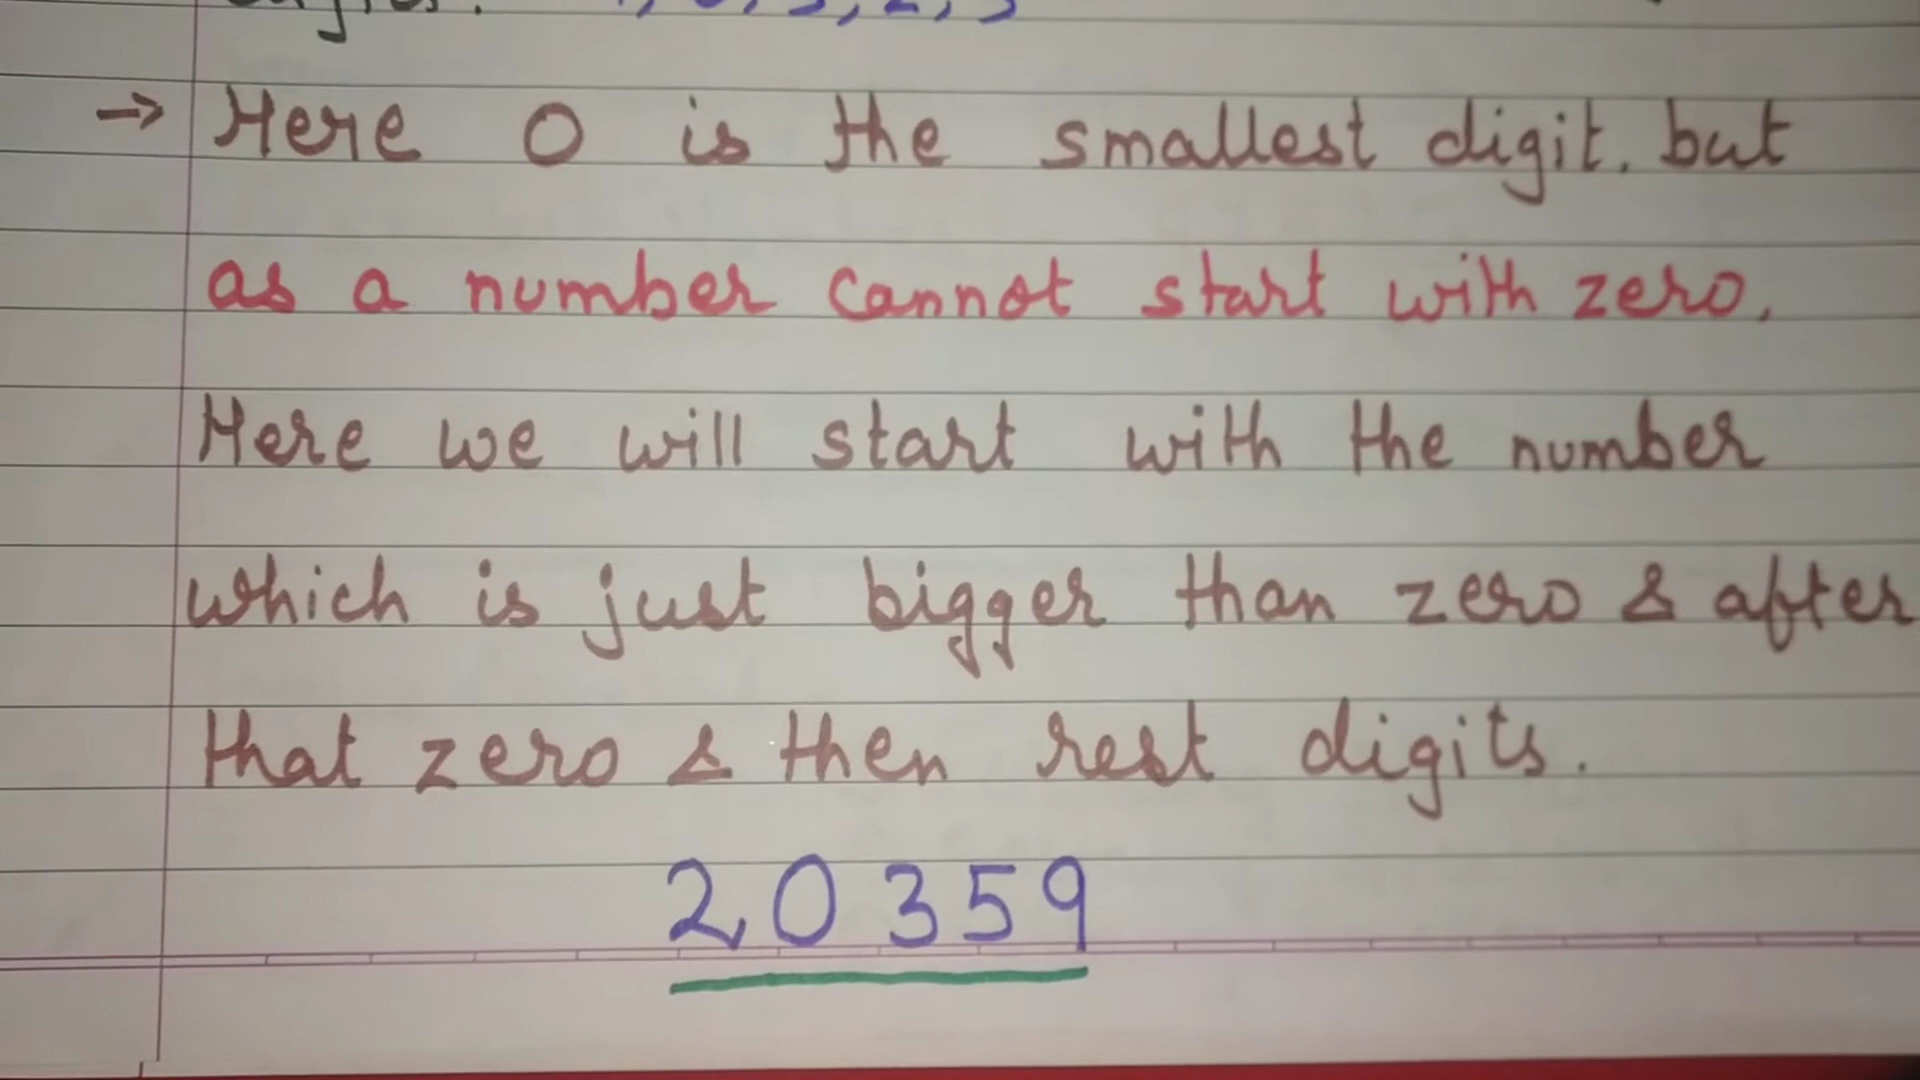 → Here 0 is the smallest digit. but
as a number cannot start with zero.
Here we will start with the number
which is just bigger than zero & after
that zero & then rest digits.
20359